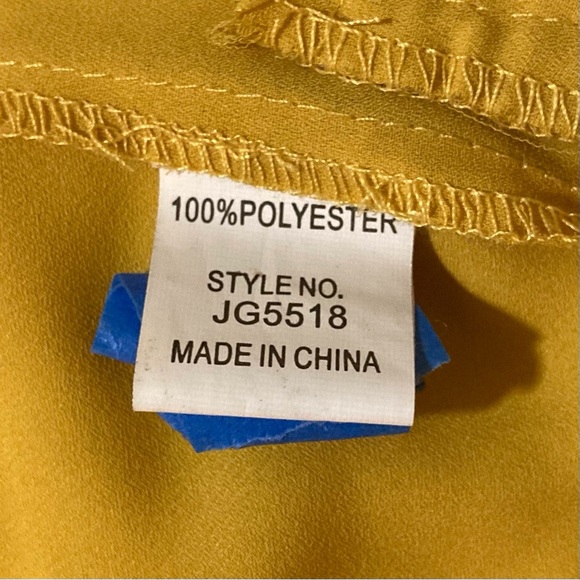 100%POLYESTER
STYLE NO.
JG5518
MADE IN CHINA